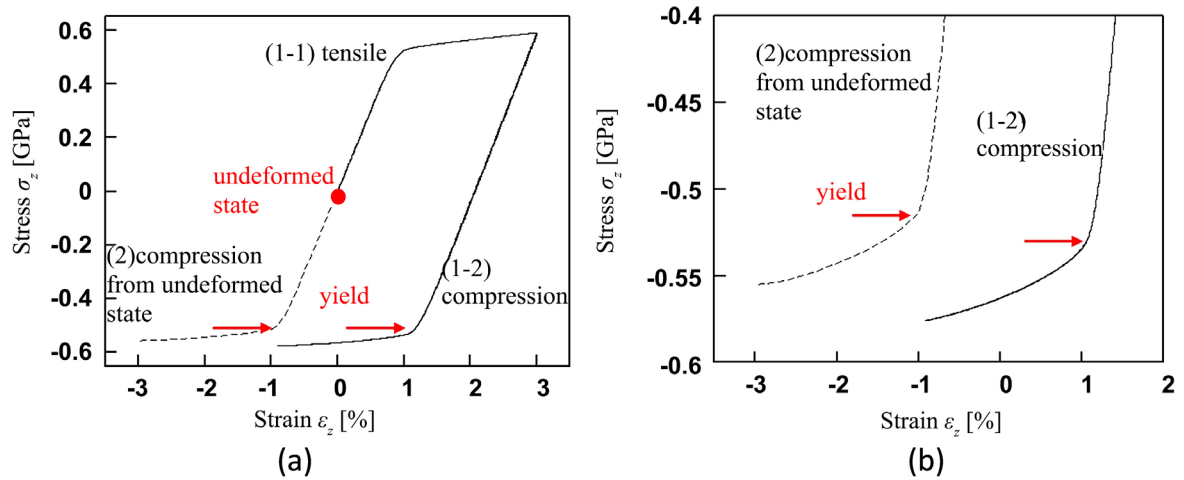 0.6
0.4
0.2
0
-0.2
-0.4
-0.6
Stress σz [GPa]
(1-1) tensile
undeformed
state
(2)compression
from undeformed
state
yield
(1-2)
compression
-3
-2
-1
0
1
2
3
Strain εz [%]
(a)
-0.4
-0.45
-0.5
-0.55
-0.6
Stress σz [GPa]
(2)compression
from undeformed
state
(1-2)
compression
yield
-3
-2
-1
0
1
2
Strain εz [%]
(b)